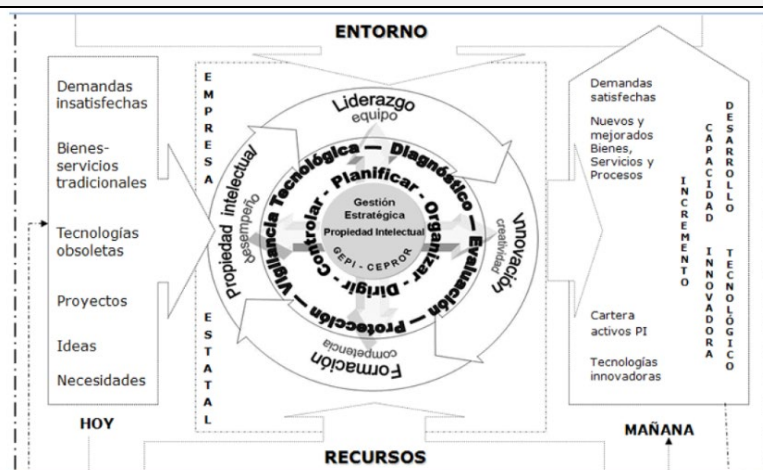 ENTORNO
Demandas
insatisfechas
Bienes-
servicios
tradicionales
Tecnologías
obsoletas
Proyectos
Ideas
Necesidades
HOY
EMPRESA
ESTATAL
Liderazgo
equipo
Innovación
creatividad
Formación
competencia
Propiedad intelectual
desempeño
Vigilancia Tecnológica — Diagnóstico — Evaluación — Protección —
Planificar - Organizar - Dirigir - Controlar -
Gestión
Estratégica
Propiedad Intelectual
GEPI - CEPROR
Demandas
satisfechas
Nuevos y
mejorados
Bienes,
Servicios y
Procesos
Cartera
activos PI
Tecnologías
innovadoras
INCREMENTO
CAPACIDAD INNOVADORA
DESARROLLO TECNOLÓGICO
MAÑANA
RECURSOS